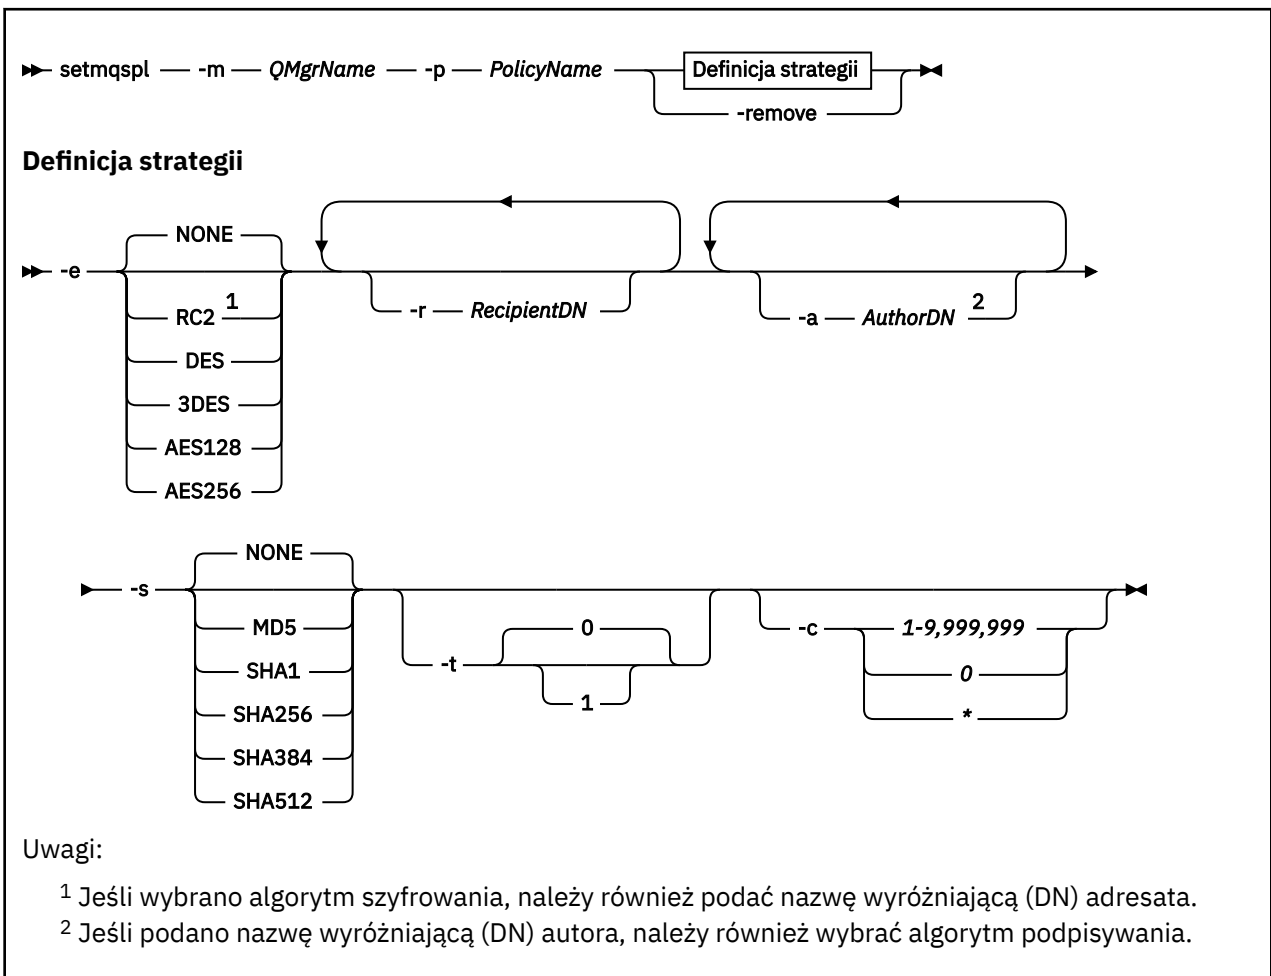 setmqspl -m QMgrName -p PolicyName Definicja strategii
-remove
Definicja strategii
NONE
-e
RC2 1
-r RecipientDN
-a AuthorDN 2
DES
3DES
AES128
AES256
NONE
-s
MD5
SHA1
SHA256
SHA384
SHA512
-t
0
1
-c
1-9,999,999
0
*
Uwagi:
1 Jeśli wybrano algorytm szyfrowania, należy również podać nazwę wyróżniającą (DN) adresata.
2 Jeśli podano nazwę wyróżniającą (DN) autora, należy również wybrać algorytm podpisywania.